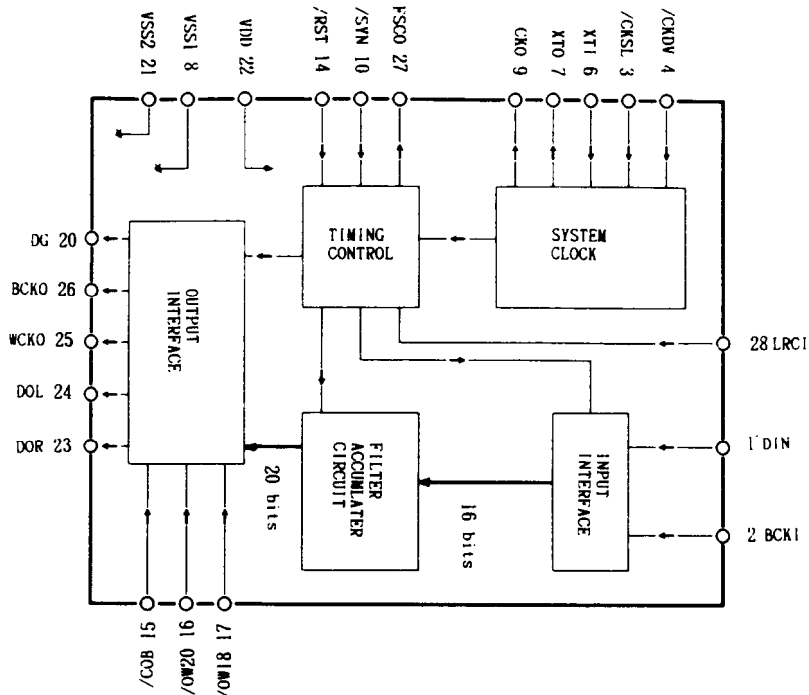 VSS2 21
VSS1 8
VDD 22
/RST 14
/SYN 10
FSCO 27
CKO 9
XTO 7
XTI 6
/CKSL 3
/CKDV 4
DG 20
BCKO 26
WCKO 25
DOL 24
DOR 23
OUTPUT
INTERFACE
TIMING
CONTROL
SYSTEM
CLOCK
28 LRCI
1 DIN
2 BCKI
FILTER
ACCUMLATER
CIRCUIT
INPUT
INTERFACE
20 bits
16 bits
/COB 15
/OW20 16
/OW18 17